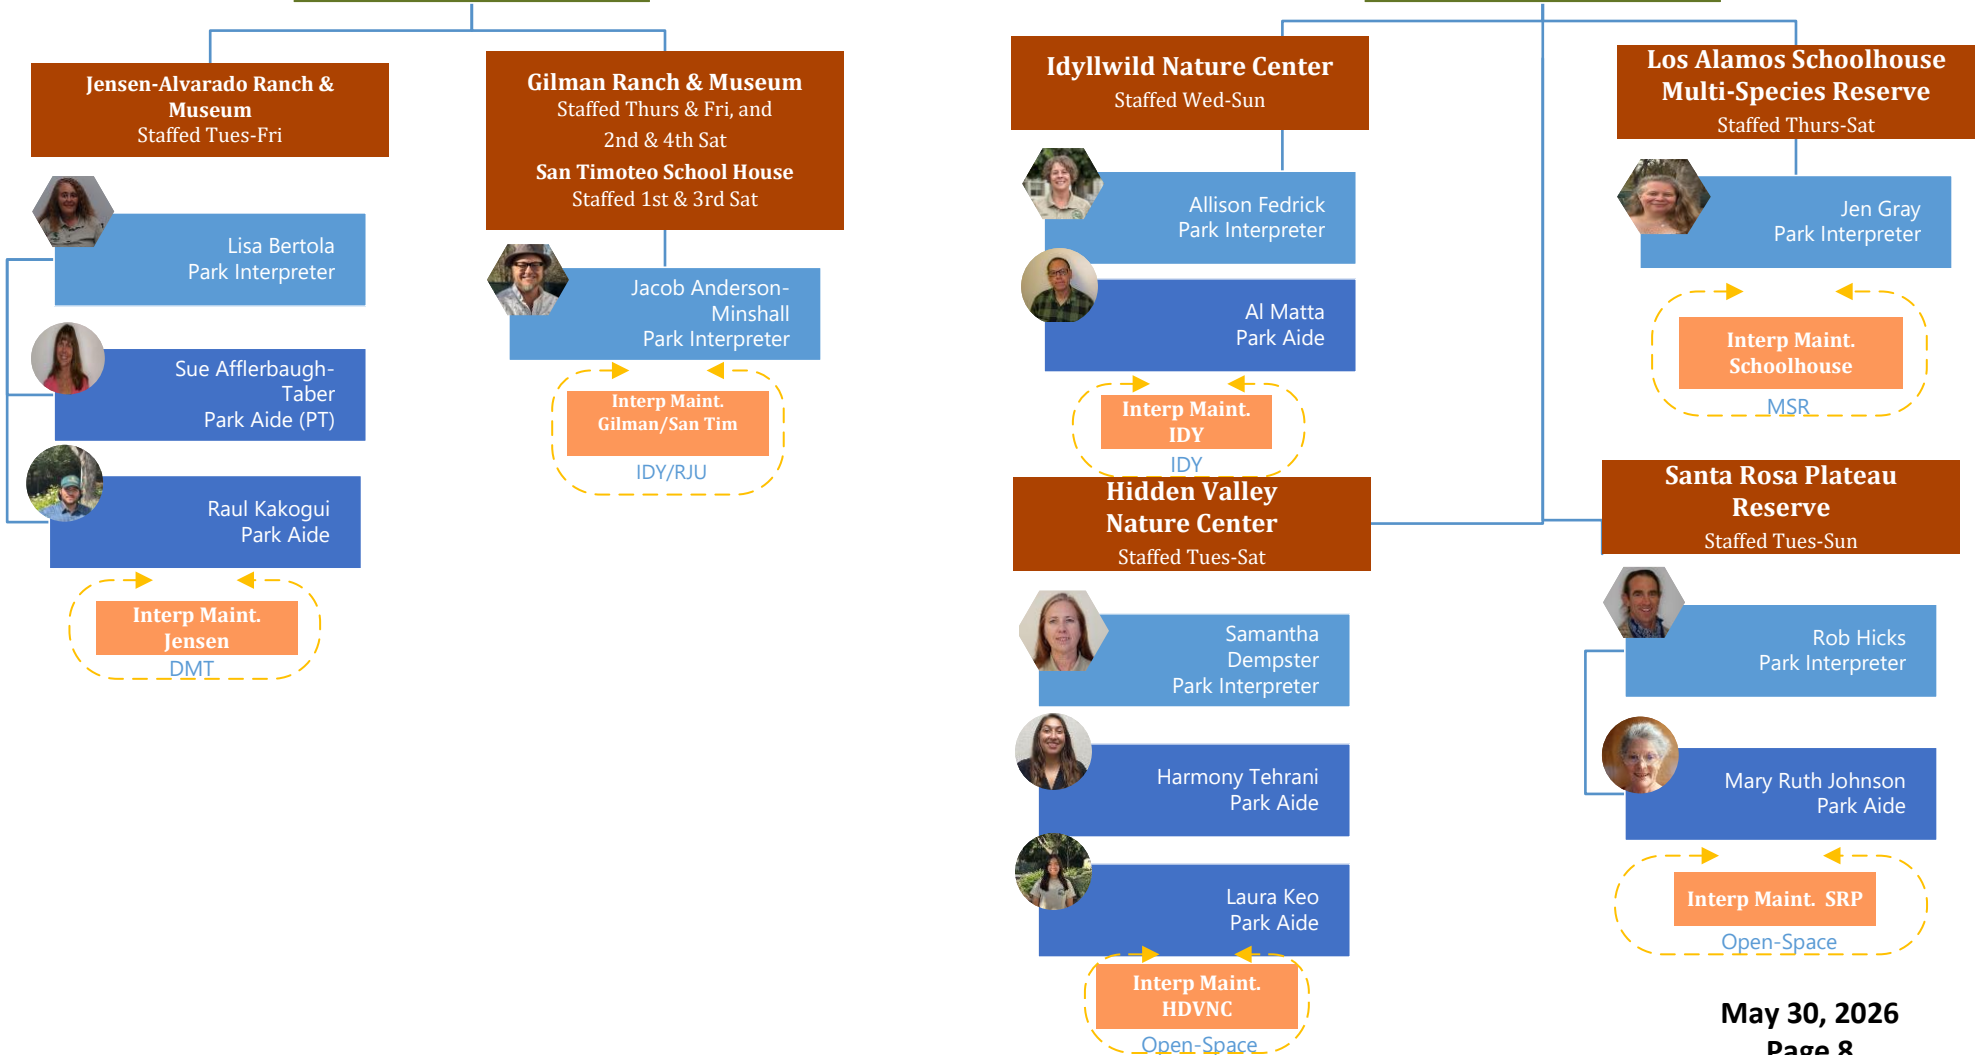 Jensen-Alvarado Ranch &
Museum
Staffed Tues-Fri
Lisa Bertola
Park Interpreter
Sue Afflerbaugh-
Taber
Park Aide (PT)
Raul Kakogui
Park Aide
Interp Maint.
Jensen
DMT
Gilman Ranch & Museum
Staffed Thurs & Fri, and
2nd & 4th Sat
San Timoteo School House
Staffed 1st & 3rd Sat
Jacob Anderson-
Minshall
Park Interpreter
Interp Maint.
Gilman/San Tim
IDY/RJU
Idyllwild Nature Center
Staffed Wed-Sun
Allison Fedrick
Park Interpreter
Al Matta
Park Aide
Interp Maint.
IDY
IDY
Hidden Valley
Nature Center
Staffed Tues-Sat
Samantha
Dempster
Park Interpreter
Harmony Tehrani
Park Aide
Laura Keo
Park Aide
Interp Maint.
HDVNC
Open-Space
Los Alamos Schoolhouse
Multi-Species Reserve
Staffed Thurs-Sat
Jen Gray
Park Interpreter
Interp Maint.
Schoolhouse
MSR
Santa Rosa Plateau
Reserve
Staffed Tues-Sun
Rob Hicks
Park Interpreter
Mary Ruth Johnson
Park Aide
Interp Maint. SRP
Open-Space
May 30, 2026
Page 8